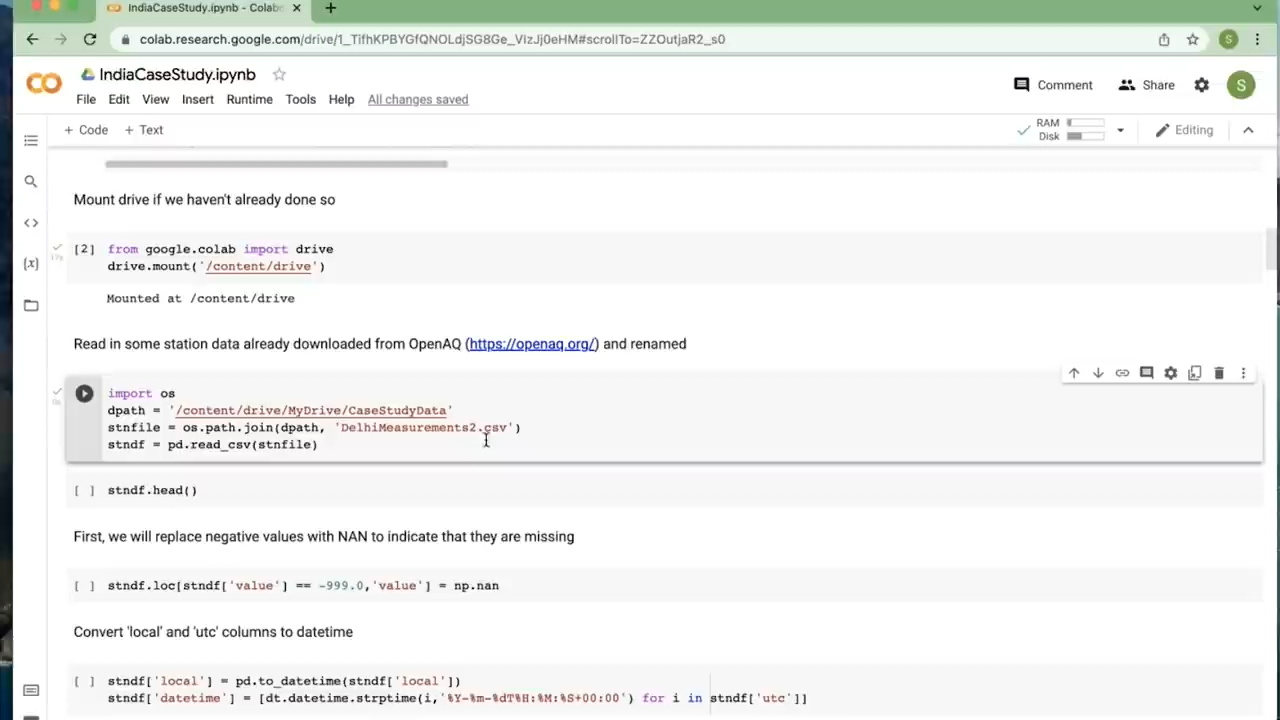 IndiaCaseStudy.ipynb - Colabo
colab.research.google.com/drive/1_TifhKPBYGfQNOLdjSG8Ge_VizJj0eHM#scrollTo=ZZOutjaR2_s0
S
IndiaCaseStudy.ipynb
Comment
Share
S
File Edit View Insert Runtime Tools Help All changes saved
+ Code + Text
RAM
Disk
Editing
Mount drive if we haven't already done so
[2] from google.colab import drive
drive.mount('/content/drive')
Mounted at /content/drive
Read in some station data already downloaded from OpenAQ (https://openaq.org/) and renamed
import os
dpath = '/content/drive/MyDrive/CaseStudyData'
stnfile = os.path.join(dpath, 'DelhiMeasurements2.csv')
stndf = pd.read_csv(stnfile)
[ ] stndf.head()
First, we will replace negative values with NAN to indicate that they are missing
[ ] stndf.loc[stndf['value'] == -999.0,'value'] = np.nan
Convert 'local' and 'utc' columns to datetime
[ ] stndf['local'] = pd.to_datetime(stndf['local'])
stndf['datetime'] = [dt.datetime.strptime(i,'%Y-%m-%dT%H:%M:%S+00:00') for i in stndf['utc']]